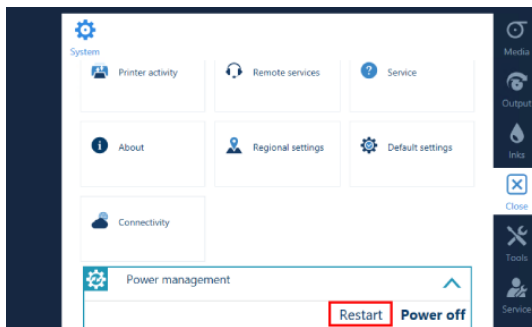 System
Printer activity
Remote services
Service
About
Regional settings
Default settings
Connectivity
Power management
Restart
Power off
Media
Output
Inks
Close
Tools
Service